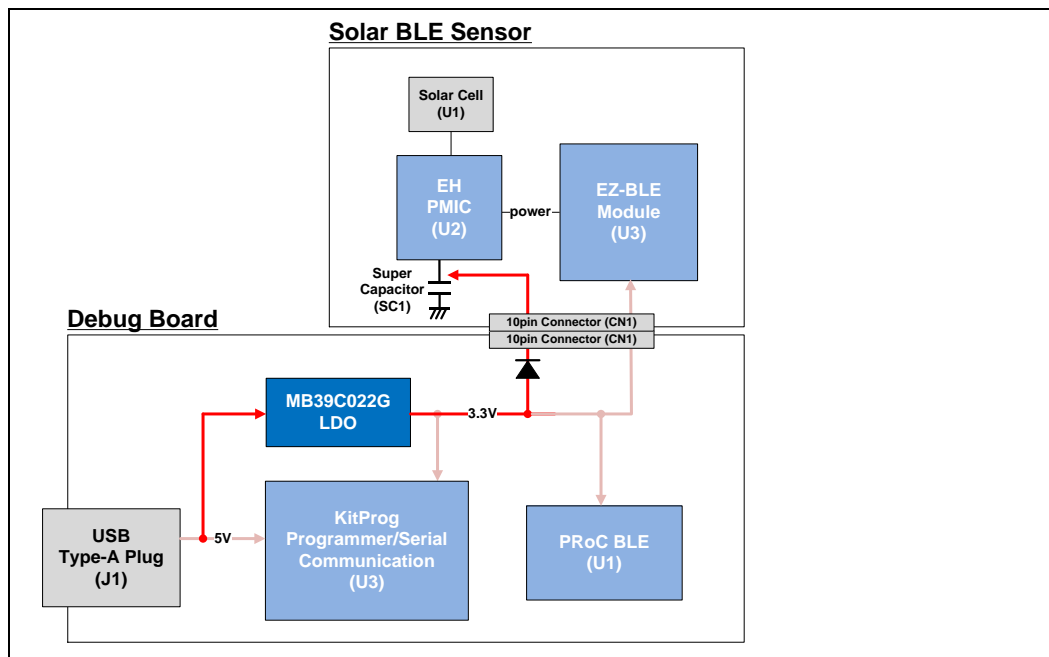 Solar BLE Sensor
Solar Cell
(U1)
EH
PMIC
(U2)
power
EZ-BLE
Module
(U3)
Super
Capacitor
(SC1)
10pin Connector (CN1)
Debug Board
10pin Connector (CN1)
MB39C022G
LDO
3.3V
USB
Type-A Plug
(J1)
5V
KitProg
Programmer/Serial
Communication
(U3)
PRoC BLE
(U1)